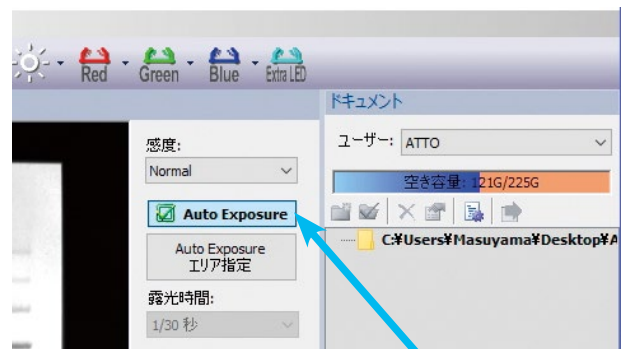 Red Green Blue Extra LED
ドキュメント
感度:
Normal
Auto Exposure
Auto Exposure
エリア指定
露光時間:
1/30 秒
ユーザー: ATTO
空き容量: 121G/225G
C:¥Users¥Masuyama¥Desktop¥A